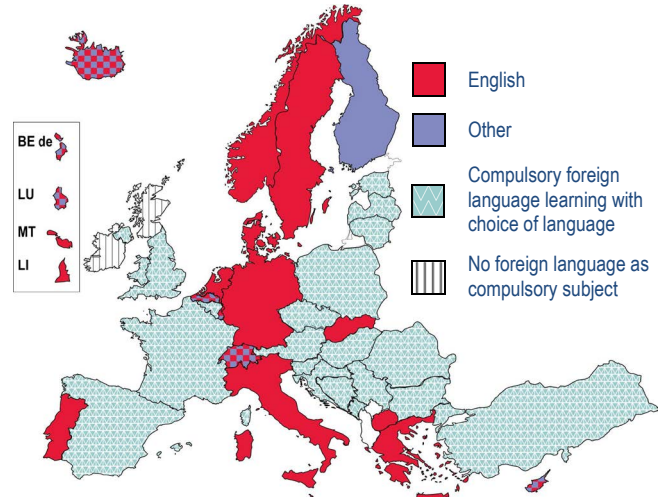 English
Other
Compulsory foreign
language learning with
choice of language
No foreign language as
compulsory subject
BE de
LU
MT
LI